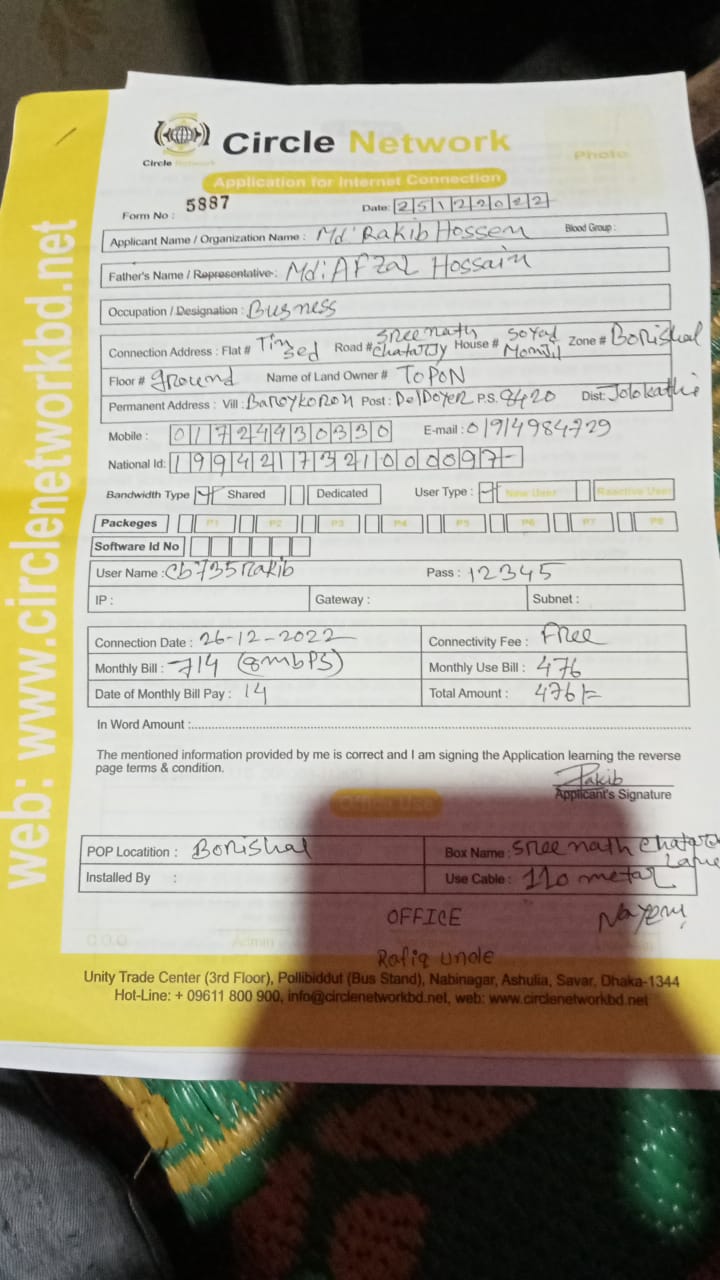 Circle Network
Circle Network
Photo
Application for Internet Connection
Form No : 5887 Date: 25122022
Applicant Name / Organization Name : Md: Rakib Hossen Blood Group :
Father's Name / Representative : Md: AFZAL Hossain
Occupation / Designation : Busness
Connection Address : Flat # Tin sed Road # Sreenath Chatarjy House # Soyad Monjil Zone # Borishal
Floor # ground Name of Land Owner # TOPON
Permanent Address : Vill : Baroykoron Post : DelDoyer P.S. 8420 Dist: Jolokathi
Mobile : 01724430330 E-mail : 01914984729
National Id: 1994217321000097-
Bandwidth Type Shared Dedicated User Type : New User Reactive User
Packeges P1 P2 P3 P4 P5 P6 P7 P8
Software Id No
User Name : Cb735rakib Pass : 12345
IP : Gateway : Subnet :
Connection Date : 26-12-2022 Connectivity Fee : Free
Monthly Bill : 714 (8mbPS) Monthly Use Bill : 476
Date of Monthly Bill Pay : 14 Total Amount : 476/=
In Word Amount :
The mentioned information provided by me is correct and I am signing the Application learning the reverse
page terms & condition.
Rakib
Applicant's Signature
Office Use
POP Locatition : Borishal Box Name : Sreenath Chatarjy Lane
Installed By : Use Cable : 110 metar
OFFICE Nayem
C.O.O. Admin
Rafiq uncle
Unity Trade Center (3rd Floor), Pollibiddut (Bus Stand), Nabinagar, Ashulia, Savar, Dhaka-1344
Hot-Line: + 09611 800 900, info@circlenetworkbd.net, web: www.circlenetworkbd.net
web: www.circlenetworkbd.net